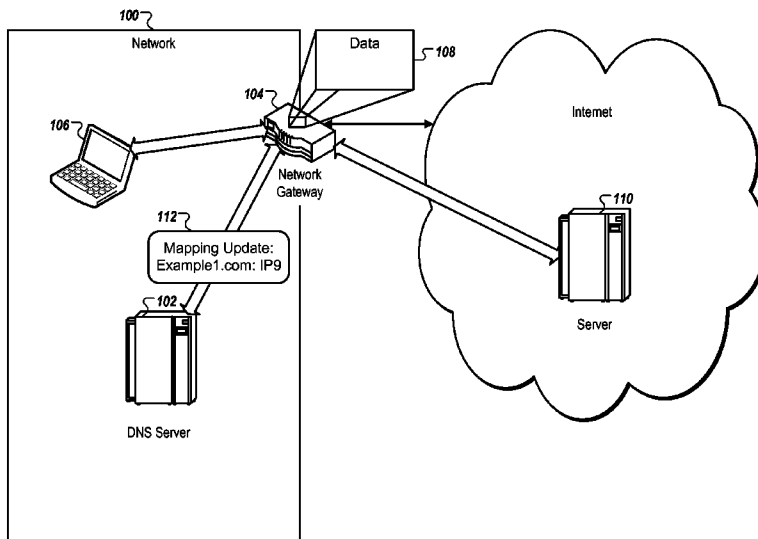 100
Network
Data
108
104
106
Internet
Network
Gateway
110
112
Mapping Update:
Example1.com: IP9
102
Server
DNS Server